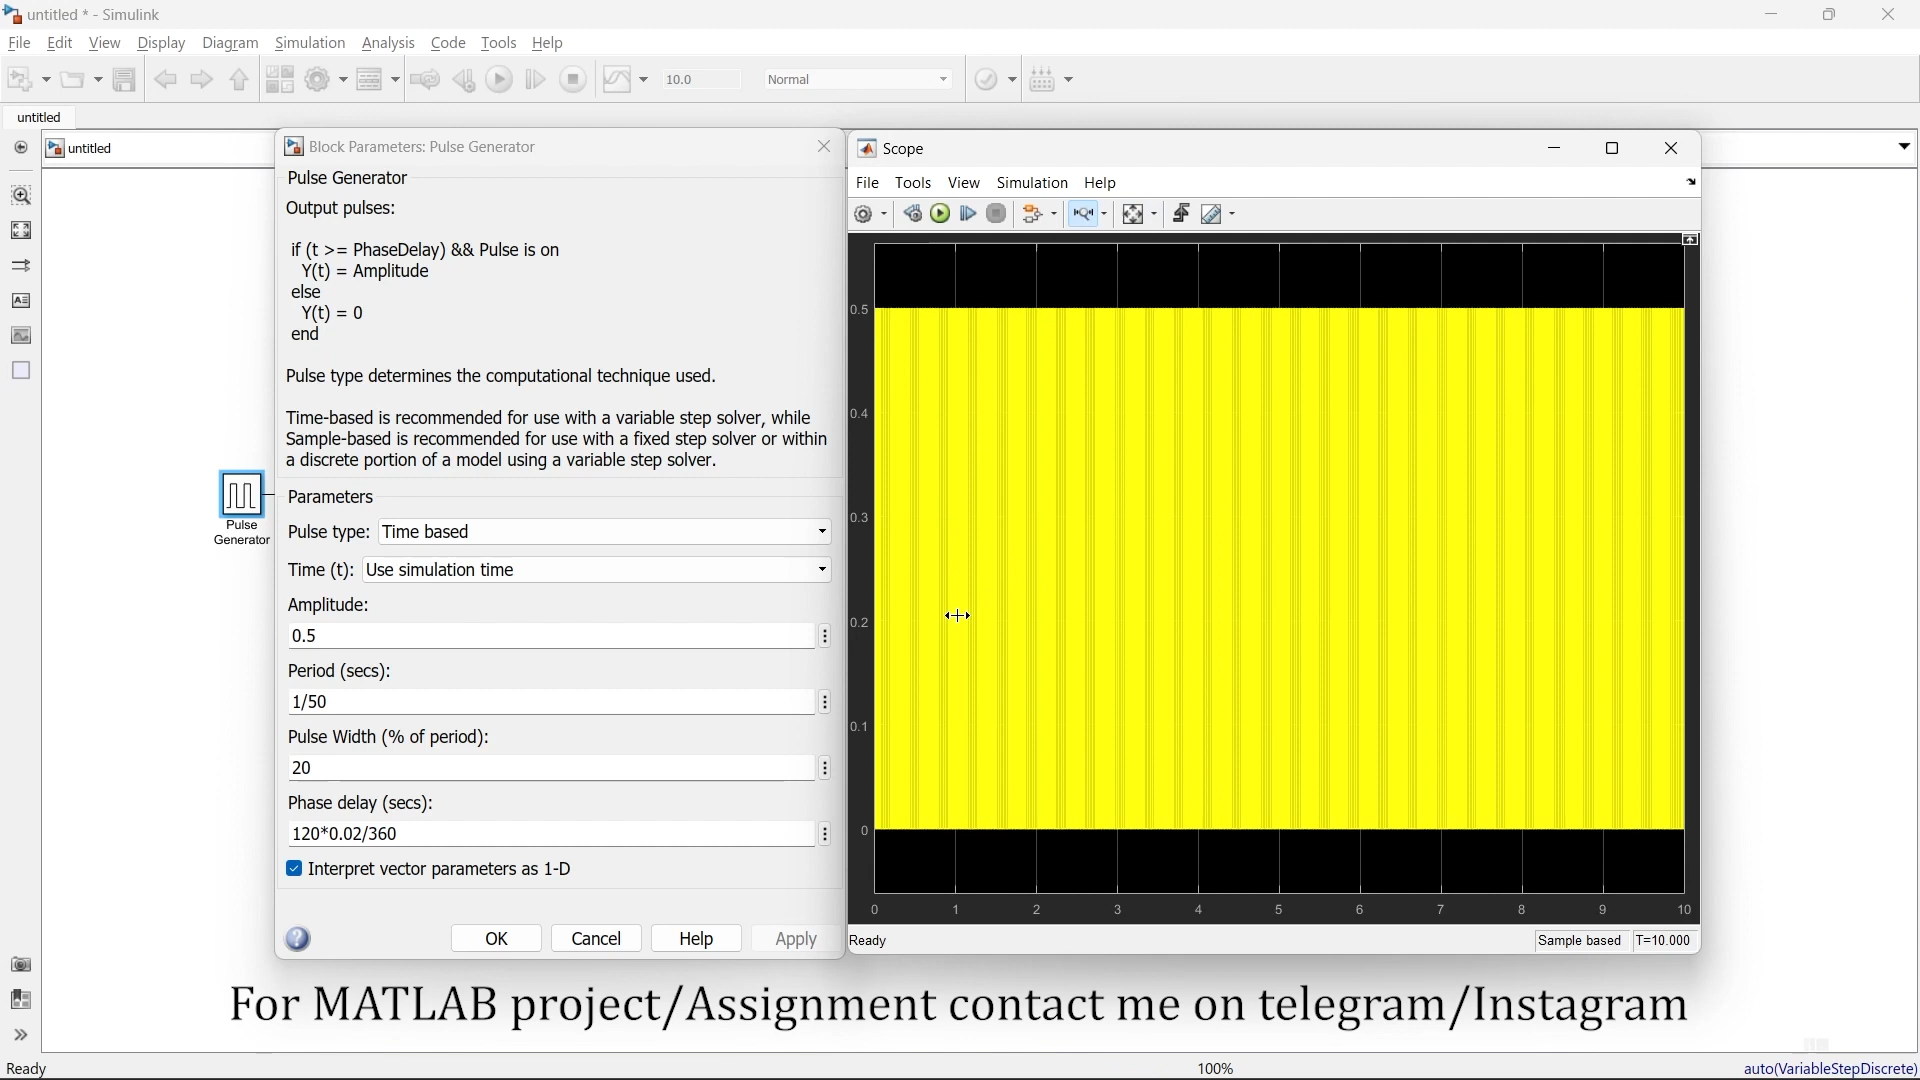 untitled * - Simulink
File Edit View Display Diagram Simulation Analysis Code Tools Help
10.0 Normal
untitled
untitled
Block Parameters: Pulse Generator
Pulse Generator
Output pulses:
if (t >= PhaseDelay) && Pulse is on
Y(t) = Amplitude
else
Y(t) = 0
end
Pulse type determines the computational technique used.
Time-based is recommended for use with a variable step solver, while
Sample-based is recommended for use with a fixed step solver or within
a discrete portion of a model using a variable step solver.
Parameters
Pulse type: Time based
Time (t): Use simulation time
Amplitude:
0.5
Period (secs):
1/50
Pulse Width (% of period):
20
Phase delay (secs):
120*0.02/360
Interpret vector parameters as 1-D
OK Cancel Help Apply
Pulse
Generator
Scope
File Tools View Simulation Help
0.5
0.4
0.3
0.2
0.1
0
0 1 2 3 4 5 6 7 8 9 10
Ready Sample based T=10.000
For MATLAB project/Assignment contact me on telegram/Instagram
Ready 100% auto(VariableStepDiscrete)